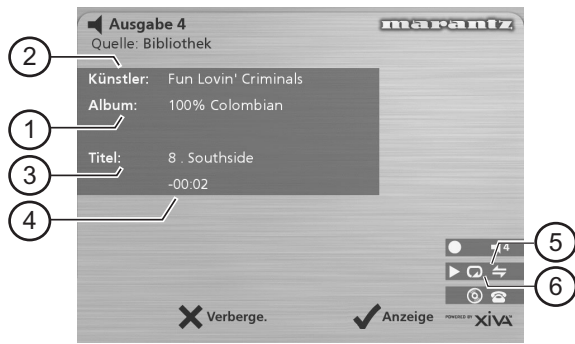 Ausgabe 4
marantz
Quelle: Bibliothek
2
Künstler: Fun Lovin' Criminals
Album: 100% Colombian
1
Titel: 8 . Southside
3
-00:02
4
4
5
6
Verberge.
Anzeige
POWERED BY XiVA